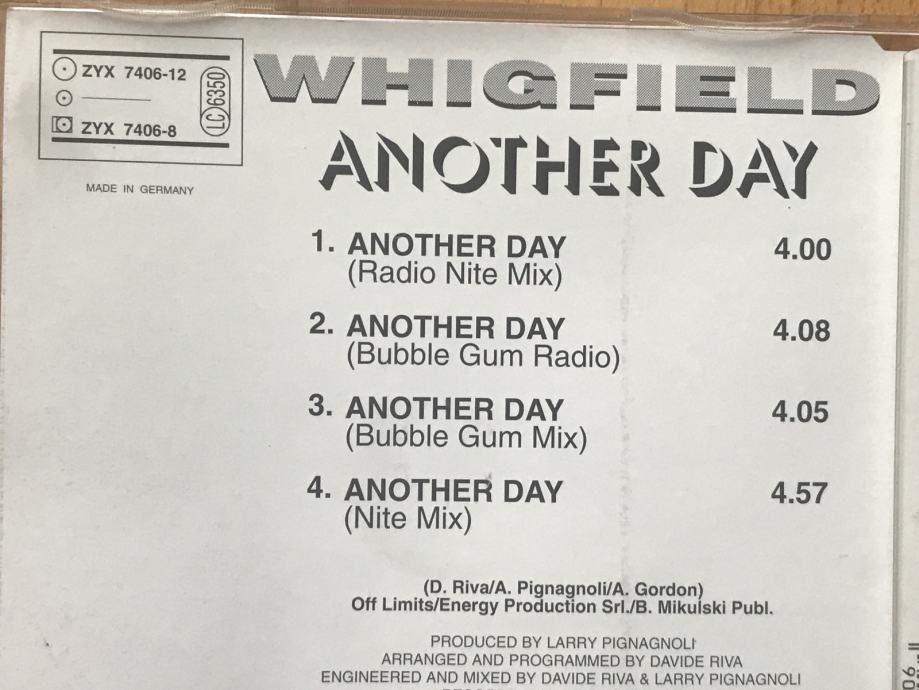 ZYX 7406-12
LC 6350
ZYX 7406-8
MADE IN GERMANY
WHIGFIELD
ANOTHER DAY
1. ANOTHER DAY 4.00
(Radio Nite Mix)
2. ANOTHER DAY 4.08
(Bubble Gum Radio)
3. ANOTHER DAY 4.05
(Bubble Gum Mix)
4. ANOTHER DAY 4.57
(Nite Mix)
(D. Riva/A. Pignagnoli/A. Gordon)
Off Limits/Energy Production Srl./B. Mikulski Publ.
PRODUCED BY LARRY PIGNAGNOLI
ARRANGED AND PROGRAMMED BY DAVIDE RIVA
ENGINEERED AND MIXED BY DAVIDE RIVA & LARRY PIGNAGNOLI